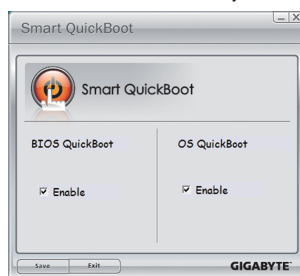 Smart QuickBoot
Smart QuickBoot
BIOS QuickBoot
OS QuickBoot
Enable
Enable
Save Exit
GIGABYTE